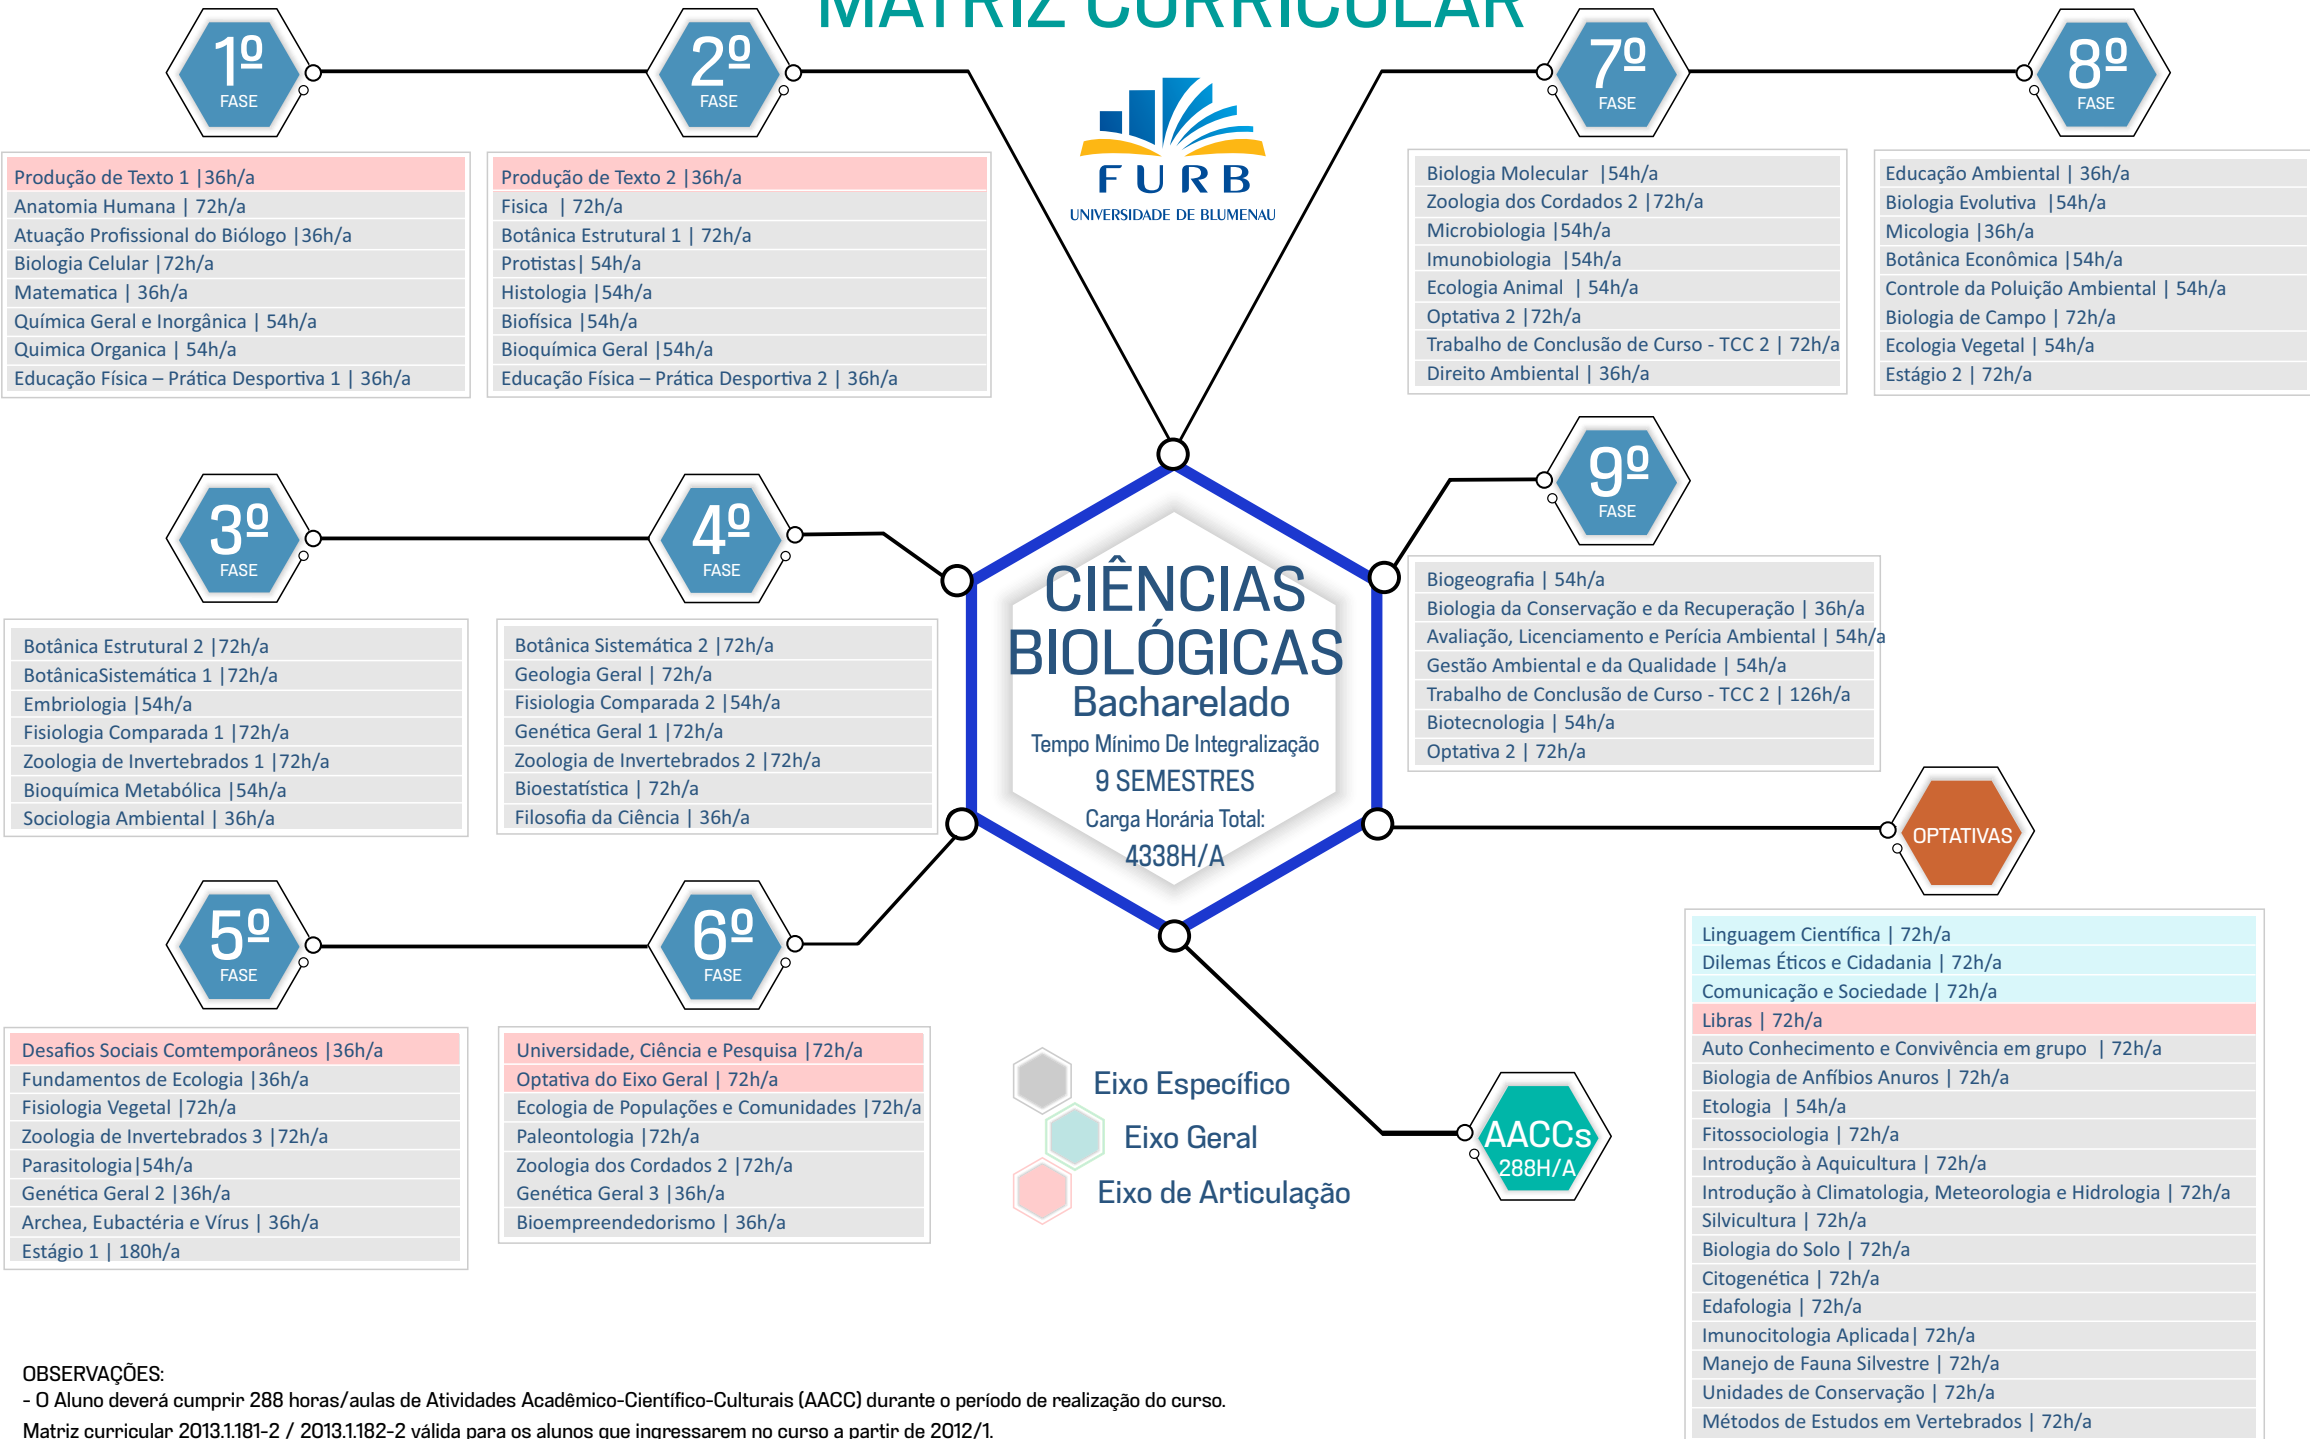 MATRIZ CURRICULAR
1º
FASE
Produção de Texto 1 |36h/a
Anatomia Humana | 72h/a
Atuação Profissional do Biólogo |36h/a
Biologia Celular |72h/a
Matematica | 36h/a
Química Geral e Inorgânica | 54h/a
Quimica Organica | 54h/a
Educação Física – Prática Desportiva 1 | 36h/a
2º
FASE
Produção de Texto 2 |36h/a
Fisica | 72h/a
Botânica Estrutural 1 | 72h/a
Protistas| 54h/a
Histologia |54h/a
Biofísica |54h/a
Bioquímica Geral |54h/a
Educação Física – Prática Desportiva 2 | 36h/a
FURB
UNIVERSIDADE DE BLUMENAU
7º
FASE
Biologia Molecular |54h/a
Zoologia dos Cordados 2 |72h/a
Microbiologia |54h/a
Imunobiologia |54h/a
Ecologia Animal | 54h/a
Optativa 2 |72h/a
Trabalho de Conclusão de Curso - TCC 2 | 72h/a
Direito Ambiental | 36h/a
8º
FASE
Educação Ambiental | 36h/a
Biologia Evolutiva |54h/a
Micologia |36h/a
Botânica Econômica |54h/a
Controle da Poluição Ambiental | 54h/a
Biologia de Campo | 72h/a
Ecologia Vegetal | 54h/a
Estágio 2 | 72h/a
3º
FASE
Botânica Estrutural 2 |72h/a
BotânicaSistemática 1 |72h/a
Embriologia |54h/a
Fisiologia Comparada 1 |72h/a
Zoologia de Invertebrados 1 |72h/a
Bioquímica Metabólica |54h/a
Sociologia Ambiental | 36h/a
4º
FASE
Botânica Sistemática 2 |72h/a
Geologia Geral | 72h/a
Fisiologia Comparada 2 |54h/a
Genética Geral 1 |72h/a
Zoologia de Invertebrados 2 |72h/a
Bioestatística | 72h/a
Filosofia da Ciência | 36h/a
CIÊNCIAS
BIOLÓGICAS
Bacharelado
Tempo Mínimo De Integralização
9 SEMESTRES
Carga Horária Total:
4338H/A
9º
FASE
Biogeografia | 54h/a
Biologia da Conservação e da Recuperação | 36h/a
Avaliação, Licenciamento e Perícia Ambiental | 54h/a
Gestão Ambiental e da Qualidade | 54h/a
Trabalho de Conclusão de Curso - TCC 2 | 126h/a
Biotecnologia | 54h/a
Optativa 2 | 72h/a
5º
FASE
Desafios Sociais Comtemporâneos |36h/a
Fundamentos de Ecologia |36h/a
Fisiologia Vegetal |72h/a
Zoologia de Invertebrados 3 |72h/a
Parasitologia|54h/a
Genética Geral 2 |36h/a
Archea, Eubactéria e Vírus | 36h/a
Estágio 1 | 180h/a
6º
FASE
Universidade, Ciência e Pesquisa |72h/a
Optativa do Eixo Geral | 72h/a
Ecologia de Populações e Comunidades |72h/a
Paleontologia |72h/a
Zoologia dos Cordados 2 |72h/a
Genética Geral 3 |36h/a
Bioempreendedorismo | 36h/a
Eixo Específico
Eixo Geral
Eixo de Articulação
AACCs
288H/A
OPTATIVAS
Linguagem Científica | 72h/a
Dilemas Éticos e Cidadania | 72h/a
Comunicação e Sociedade | 72h/a
Libras | 72h/a
Auto Conhecimento e Convivência em grupo | 72h/a
Biologia de Anfíbios Anuros | 72h/a
Etologia | 54h/a
Fitossociologia | 72h/a
Introdução à Aquicultura | 72h/a
Introdução à Climatologia, Meteorologia e Hidrologia | 72h/a
Silvicultura | 72h/a
Biologia do Solo | 72h/a
Citogenética | 72h/a
Edafologia | 72h/a
Imunocitologia Aplicada| 72h/a
Manejo de Fauna Silvestre | 72h/a
Unidades de Conservação | 72h/a
Métodos de Estudos em Vertebrados | 72h/a
OBSERVAÇÕES:
- O Aluno deverá cumprir 288 horas/aulas de Atividades Acadêmico-Científico-Culturais (AACC) durante o período de realização do curso.
Matriz curricular 2013.1.181-2 / 2013.1.182-2 válida para os alunos que ingressarem no curso a partir de 2012/1.